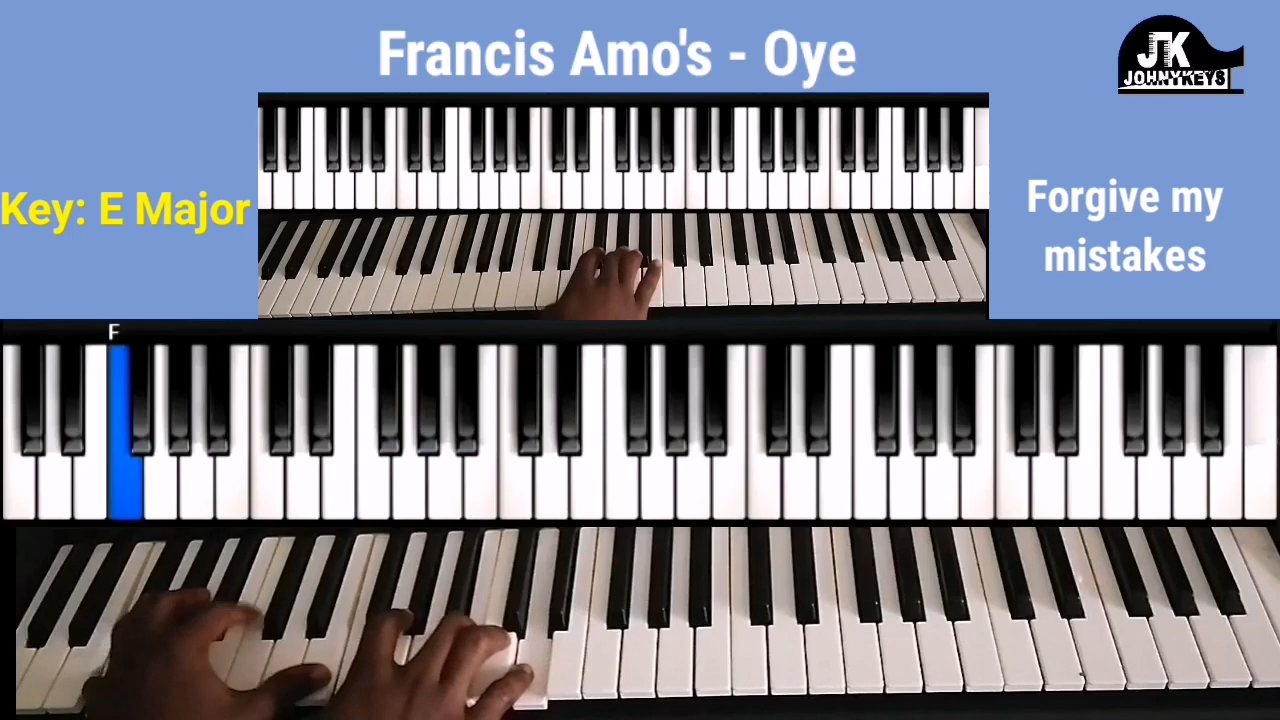 Francis Amo's - Oye
JK
JOHNYKEYS
Key: E Major
Forgive my
mistakes
F